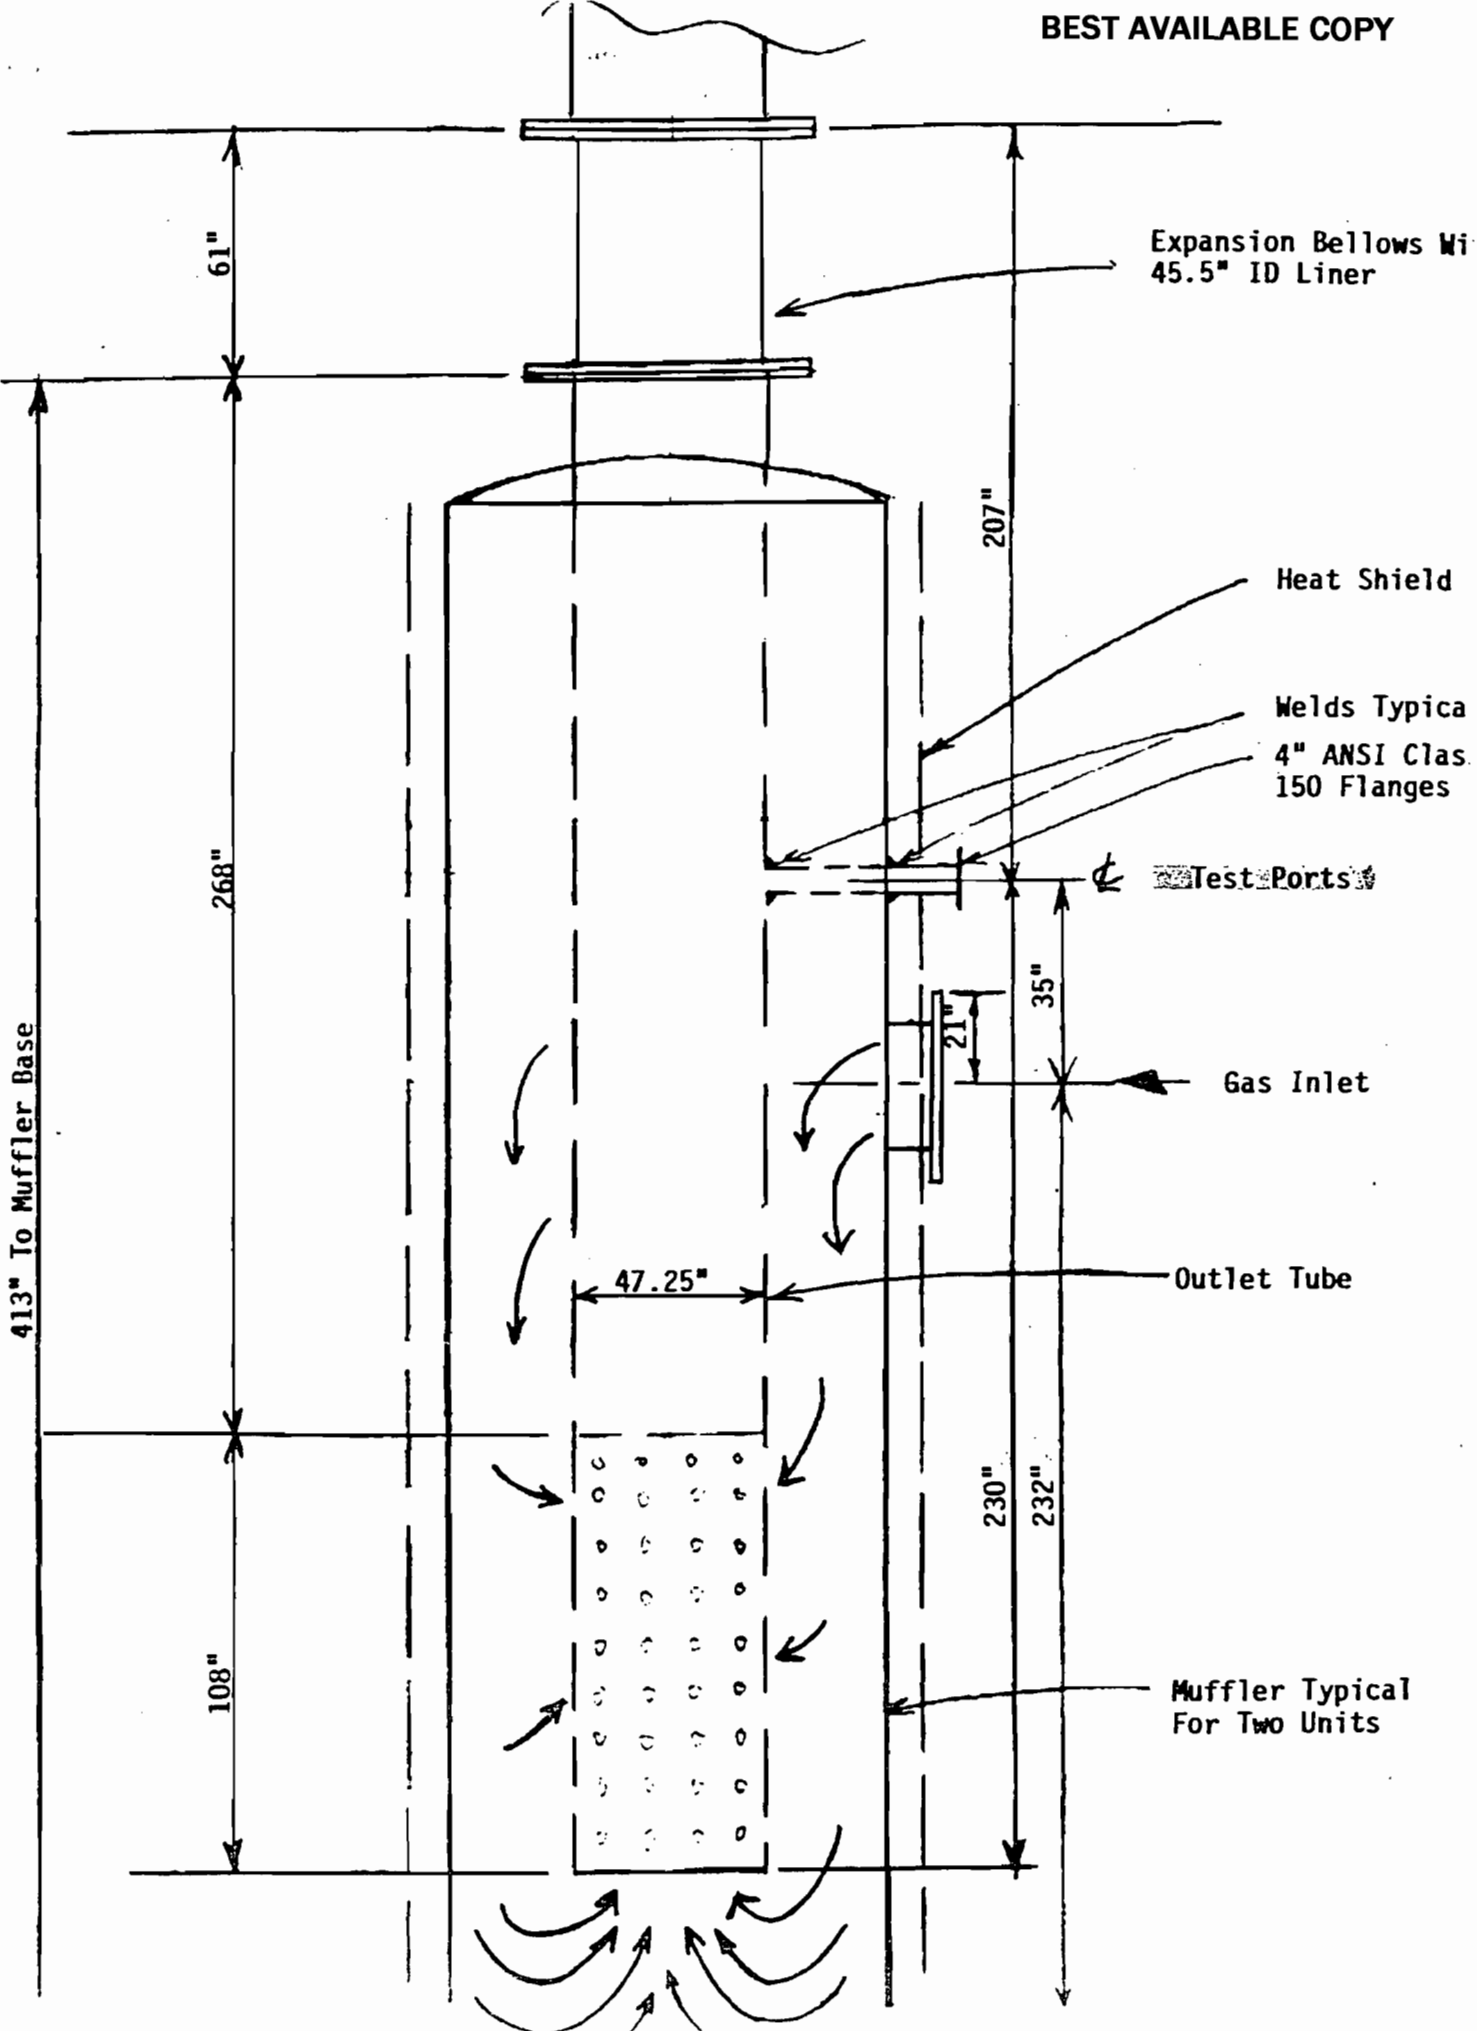 BEST AVAILABLE COPY
61"
Expansion Bellows Wi
45.5" ID Liner
207"
Heat Shield
Welds Typica
4" ANSI Clas
150 Flanges
268"
℄ Test Ports
35"
21"
Gas Inlet
413" To Muffler Base
47.25"
Outlet Tube
230"
232"
108"
Muffler Typical
For Two Units